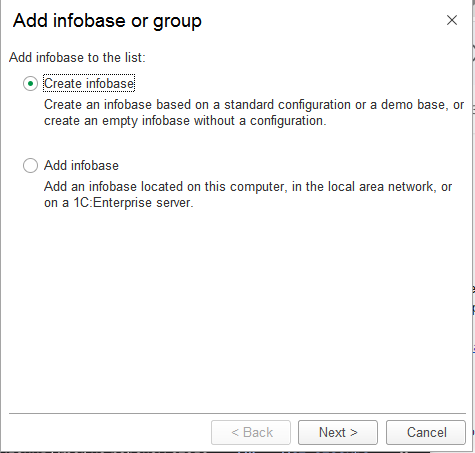 Add infobase or group
Add infobase to the list:
Create infobase
Create an infobase based on a standard configuration or a demo base, or
create an empty infobase without a configuration.
Add infobase
Add an infobase located on this computer, in the local area network, or
on a 1C:Enterprise server.
< Back
Next >
Cancel